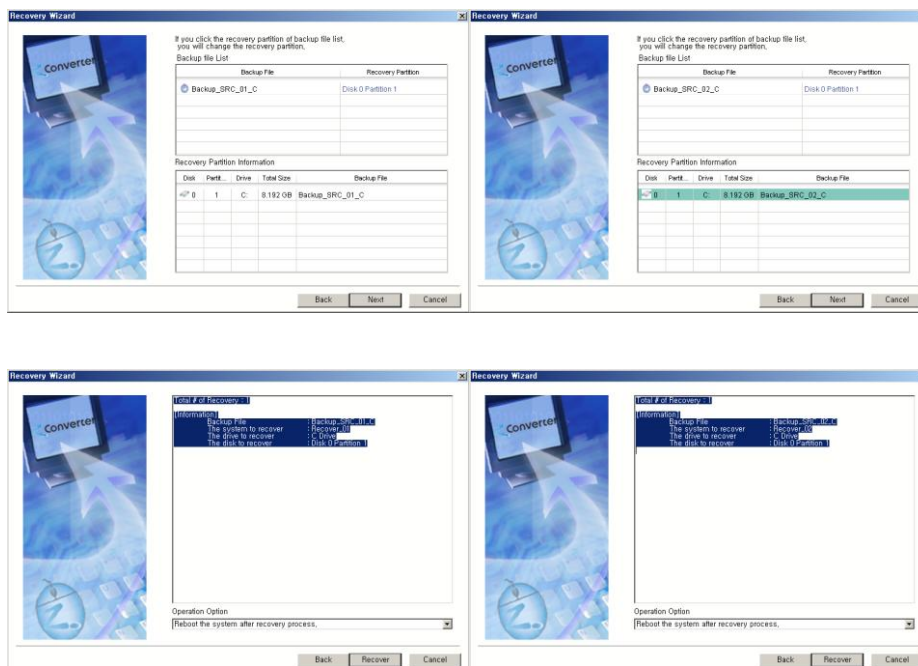 Recovery Wizard
Converter
If you click the recovery partition of backup file list,
you will change the recovery partition,
Backup file List
Backup File Recovery Partition
Backup_SRC_01_C Disk 0 Partition 1
Recovery Partition Information
Disk Partit... Drive Total Size Backup File
0 1 C: 8.192 GB Backup_SRC_01_C
Back Next Cancel
Recovery Wizard
Converter
If you click the recovery partition of backup file list,
you will change the recovery partition,
Backup file List
Backup File Recovery Partition
Backup_SRC_02_C Disk 0 Partition 1
Recovery Partition Information
Disk Partit... Drive Total Size Backup File
0 1 C: 8.192 GB Backup_SRC_02_C
Back Next Cancel
Recovery Wizard
Converter
Total # of Recovery : 1
[Information]
Backup File : Backup_SRC_01_C
The system to recover : Recover_01
The drive to recover : C Drive
The disk to recover : Disk 0 Partition 1
Operation Option
Reboot the system after recovery process,
Back Recover Cancel
Recovery Wizard
Converter
Total # of Recovery : 1
[Information]
Backup File : Backup_SRC_02_C
The system to recover : Recover_02
The drive to recover : C Drive
The disk to recover : Disk 0 Partition 1
Operation Option
Reboot the system after recovery process,
Back Recover Cancel